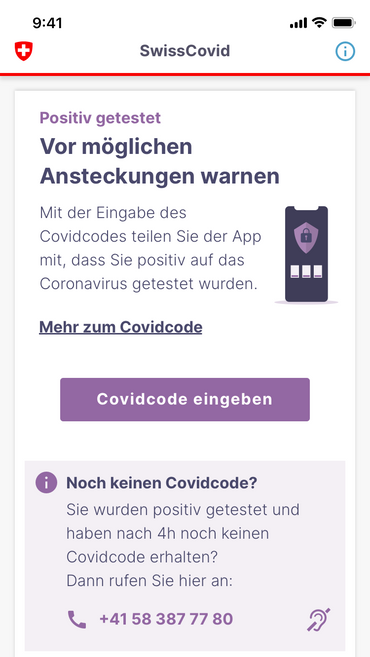 9:41
SwissCovid
Positiv getestet
Vor möglichen
Ansteckungen warnen
Mit der Eingabe des
Covidcodes teilen Sie der App
mit, dass Sie positiv auf das
Coronavirus getestet wurden.
Mehr zum Covidcode
Covidcode eingeben
Noch keinen Covidcode?
Sie wurden positiv getestet und
haben nach 4h noch keinen
Covidcode erhalten?
Dann rufen Sie hier an:
+41 58 387 77 80